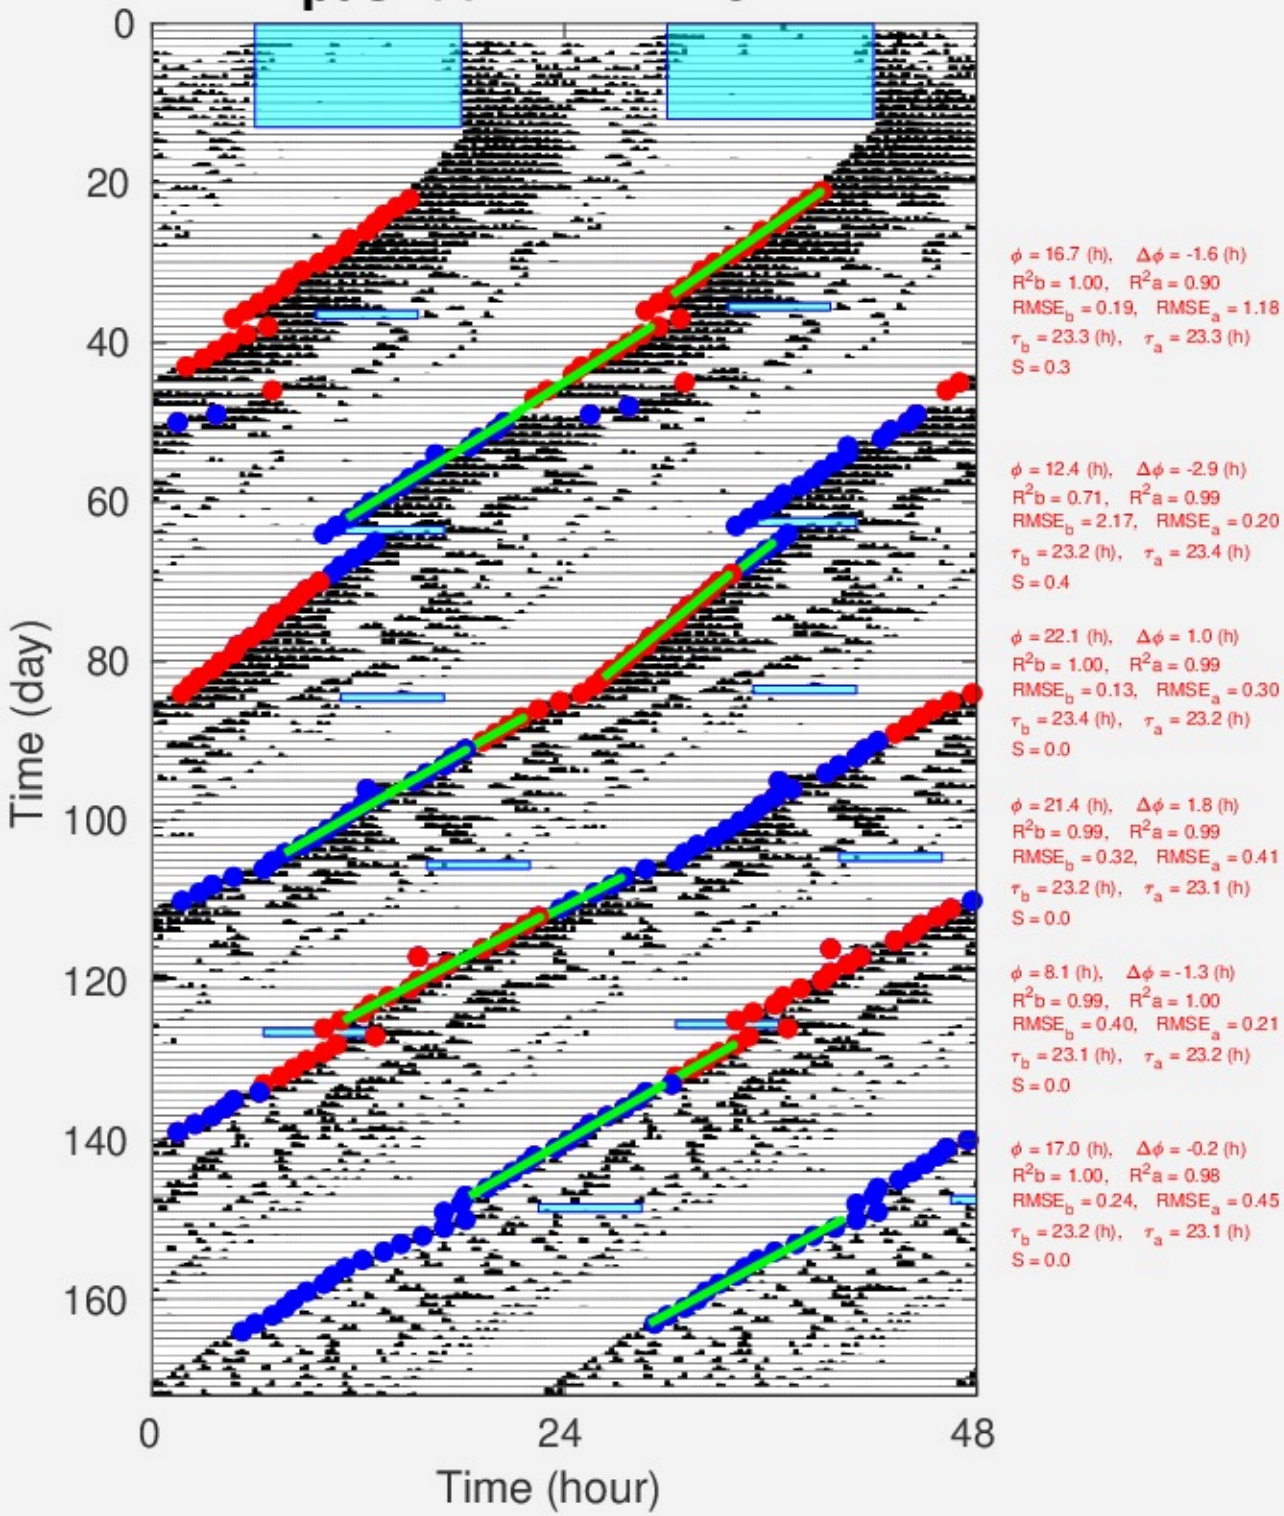 0
20
40
60
80
100
120
140
160
Time (day)
0 24 48
Time (hour)
ϕ = 16.7 (h), Δϕ = -1.6 (h)
R²b = 1.00, R²a = 0.90
RMSE_b = 0.19, RMSE_a = 1.18
τ_b = 23.3 (h), τ_a = 23.3 (h)
S = 0.3
ϕ = 12.4 (h), Δϕ = -2.9 (h)
R²b = 0.71, R²a = 0.99
RMSE_b = 2.17, RMSE_a = 0.20
τ_b = 23.2 (h), τ_a = 23.4 (h)
S = 0.4
ϕ = 22.1 (h), Δϕ = 1.0 (h)
R²b = 1.00, R²a = 0.99
RMSE_b = 0.13, RMSE_a = 0.30
τ_b = 23.4 (h), τ_a = 23.2 (h)
S = 0.0
ϕ = 21.4 (h), Δϕ = 1.8 (h)
R²b = 0.99, R²a = 0.99
RMSE_b = 0.32, RMSE_a = 0.41
τ_b = 23.2 (h), τ_a = 23.1 (h)
S = 0.0
ϕ = 8.1 (h), Δϕ = -1.3 (h)
R²b = 0.99, R²a = 1.00
RMSE_b = 0.40, RMSE_a = 0.21
τ_b = 23.1 (h), τ_a = 23.2 (h)
S = 0.0
ϕ = 17.0 (h), Δϕ = -0.2 (h)
R²b = 1.00, R²a = 0.98
RMSE_b = 0.24, RMSE_a = 0.45
τ_b = 23.2 (h), τ_a = 23.1 (h)
S = 0.0